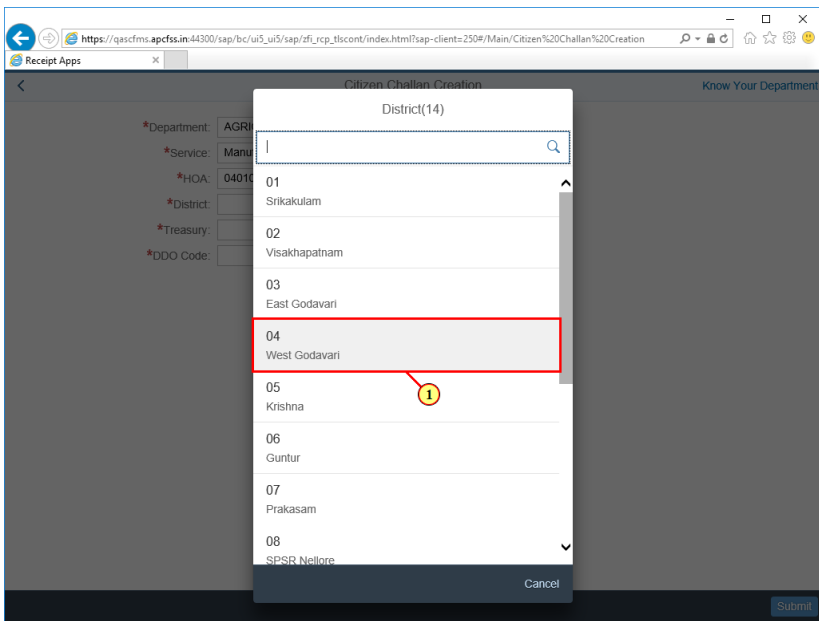 https://qascfms.apcfss.in:44300/sap/bc/ui5_ui5/sap/zfi_rcp_tlscont/index.html?sap-client=250#/Main/Citizen%20Challan%20Creation
Receipt Apps
Citizen Challan Creation
Know Your Department
District(14)
*Department: AGRI
*Service: Manu
*HOA: 0401
*District:
*Treasury:
*DDO Code:
01
Srikakulam
02
Visakhapatnam
03
East Godavari
04
West Godavari
1
05
Krishna
06
Guntur
07
Prakasam
08
SPSR Nellore
Cancel
Submit